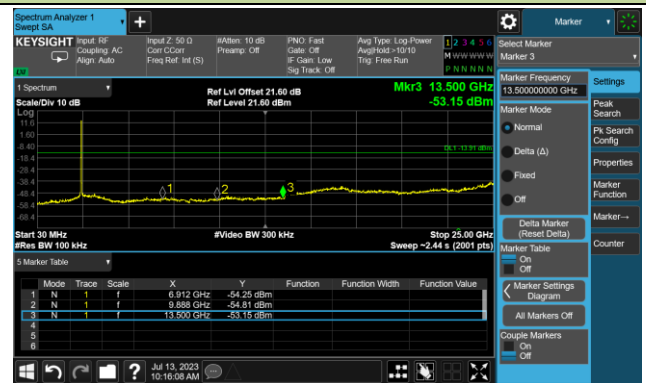 Spectrum Analyzer 1
Swept SA
Marker
KEYSIGHT
Input: RF
Coupling: AC
Align: Auto
Input Z: 50 Ω
Corr CCorr
Freq Ref: Int (S)
#Atten: 10 dB
Preamp: Off
PNO: Fast
Gate: Off
IF Gain: Low
Sig Track: Off
Avg Type: Log-Power
Avg|Hold:>10/10
Trig: Free Run
1 2 3 4 5 6
M W W W W W
P N N N N N
LXI
Select Marker
Marker 3
1 Spectrum
Scale/Div 10 dB
Log
Ref Lvl Offset 21.60 dB
Ref Level 21.60 dBm
Mkr3 13.500 GHz
-53.15 dBm
11.6
1.60
-8.40
-18.4
-28.4
-38.4
-48.4
-58.4
-68.4
DL1 -13.91 dBm
1
2
3
Start 30 MHz
#Res BW 100 kHz
#Video BW 300 kHz
Stop 25.00 GHz
Sweep ~2.44 s (2001 pts)
5 Marker Table
Mode Trace Scale X Y Function Function Width Function Value
1 N 1 f 6.912 GHz -54.25 dBm
2 N 1 f 9.888 GHz -54.81 dBm
3 N 1 f 13.500 GHz -53.15 dBm
4
5
6
Marker Frequency
13.500000000 GHz
Marker Mode
Normal
Delta (Δ)
Fixed
Off
Delta Marker
(Reset Delta)
Marker Table
On
Off
Marker Settings
Diagram
All Markers Off
Couple Markers
On
Off
Settings
Peak
Search
Pk Search
Config
Properties
Marker
Function
Marker→
Counter
?
Jul 13, 2023
10:16:08 AM